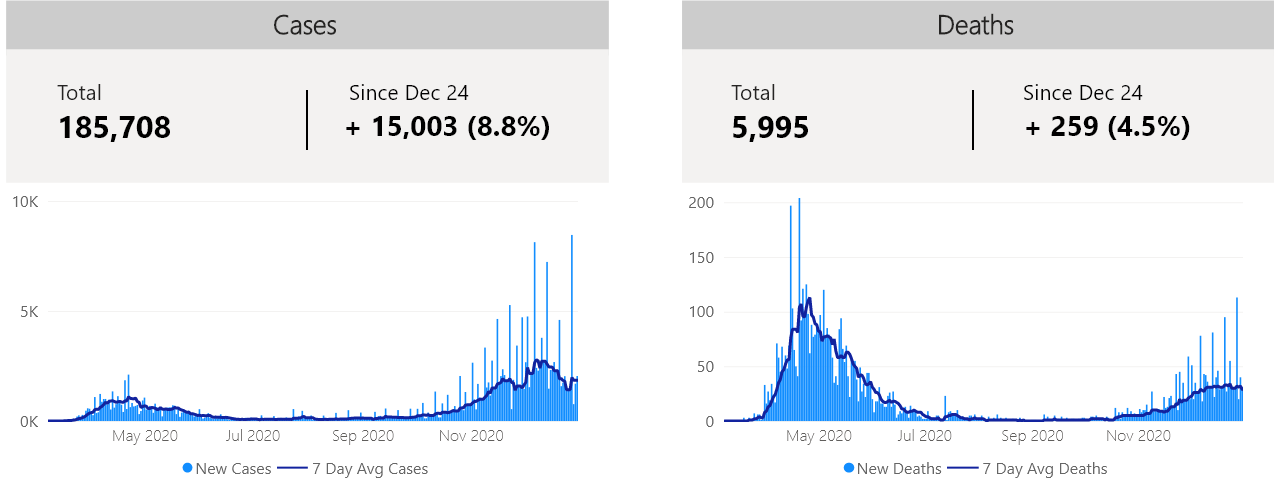 Cases
Total
185,708
Since Dec 24
+ 15,003 (8.8%)
10K
5K
0K
May 2020 Jul 2020 Sep 2020 Nov 2020
New Cases 7 Day Avg Cases
Deaths
Total
5,995
Since Dec 24
+ 259 (4.5%)
200
150
100
50
0
May 2020 Jul 2020 Sep 2020 Nov 2020
New Deaths 7 Day Avg Deaths